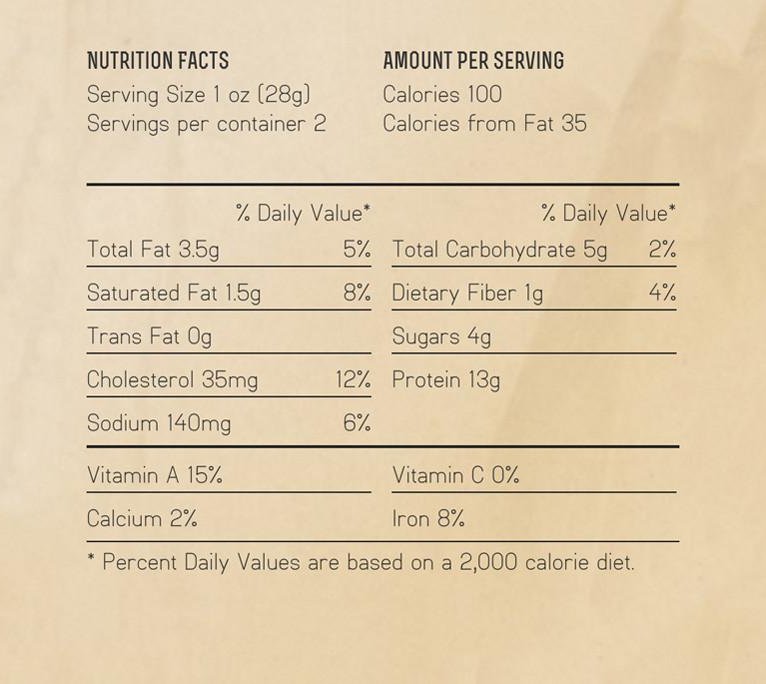 NUTRITION FACTS
Serving Size 1 oz (28g)
Servings per container 2
AMOUNT PER SERVING
Calories 100
Calories from Fat 35
% Daily Value*
Total Fat 3.5g 5%
Saturated Fat 1.5g 8%
Trans Fat 0g
Cholesterol 35mg 12%
Sodium 140mg 6%
% Daily Value*
Total Carbohydrate 5g 2%
Dietary Fiber 1g 4%
Sugars 4g
Protein 13g
Vitamin A 15%
Vitamin C 0%
Calcium 2%
Iron 8%
* Percent Daily Values are based on a 2,000 calorie diet.